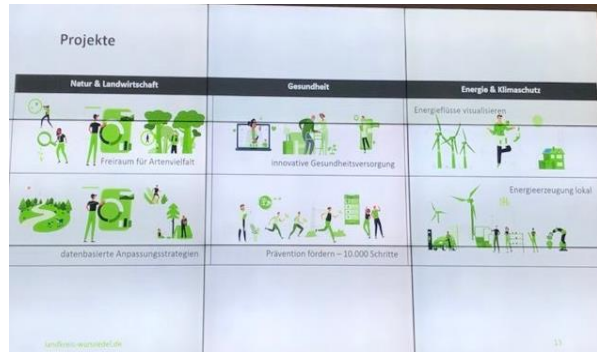 Projekte
Natur & Landwirtschaft
Gesundheit
Energie & Klimaschutz
Freiraum für Artenvielfalt
innovative Gesundheitsversorgung
Energieflüsse visualisieren
datenbasierte Anpassungsstrategien
Prävention fördern – 10.000 Schritte
Energieerzeugung lokal
landkreis-wunsiedel.de
13